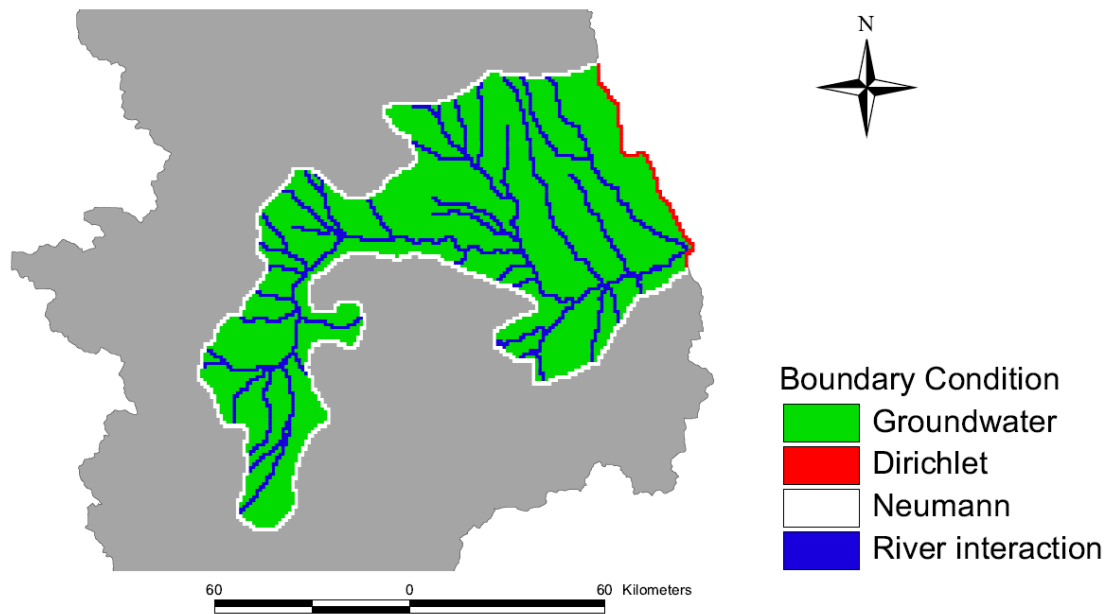 N
Boundary Condition
Groundwater
Dirichlet
Neumann
River interaction
60 0 60 Kilometers